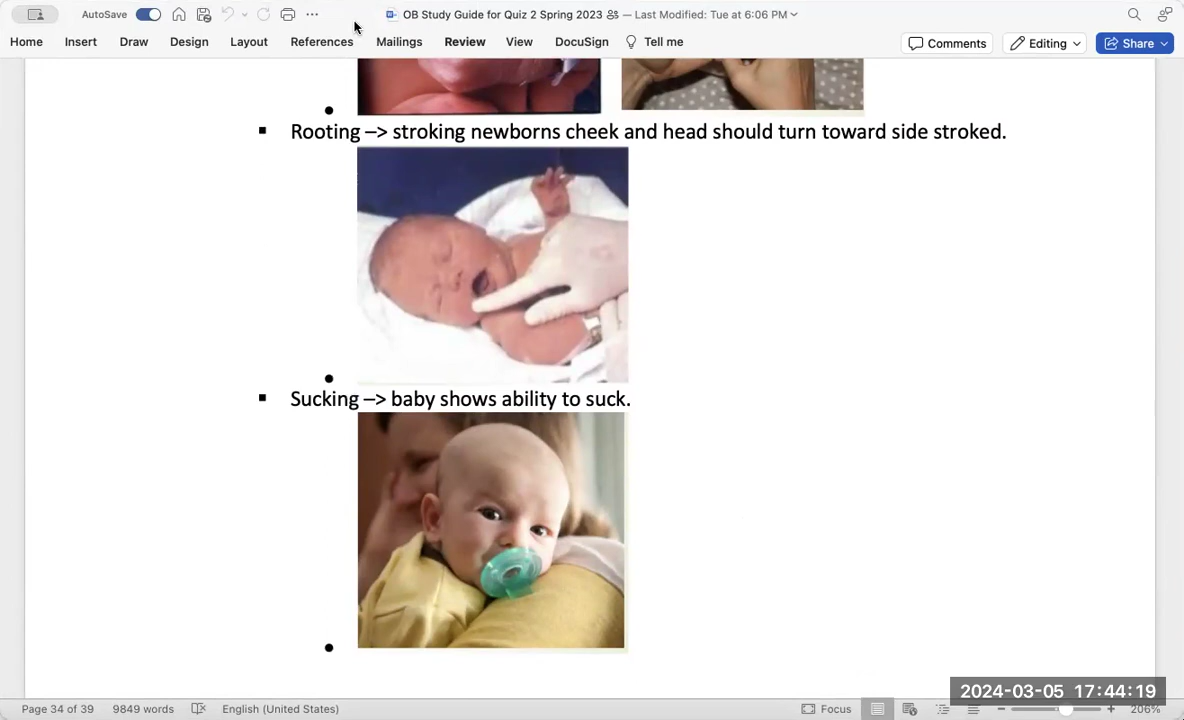 AutoSave
OB Study Guide for Quiz 2 Spring 2023 — Last Modified: Tue at 6:06 PM
Home Insert Draw Design Layout References Mailings Review View DocuSign Tell me Comments Editing Share
▪ Rooting –> stroking newborns cheek and head should turn toward side stroked.
▪ Sucking –> baby shows ability to suck.
2024-03-05 17:44:19
Page 34 of 39 9849 words English (United States) Focus 206%